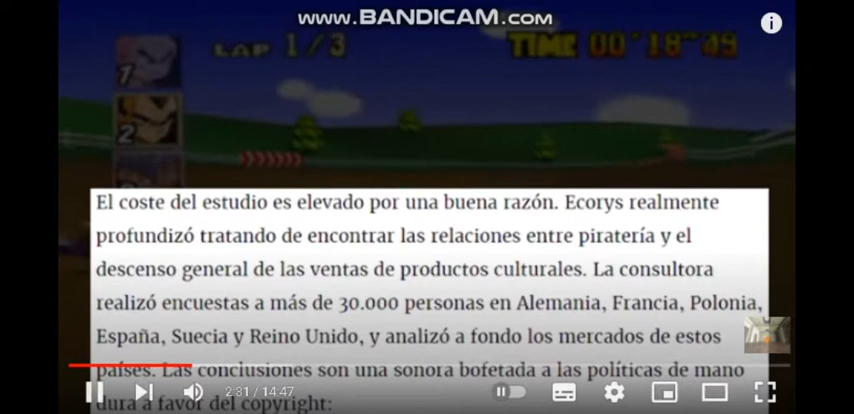 www.BANDICAM.com
LAP 1/3
TIME 00'18"49
1
2
El coste del estudio es elevado por una buena razón. Ecorys realmente
profundizó tratando de encontrar las relaciones entre piratería y el
descenso general de las ventas de productos culturales. La consultora
realizó encuestas a más de 30.000 personas en Alemania, Francia, Polonia,
España, Suecia y Reino Unido, y analizó a fondo los mercados de estos
países. Las conclusiones son una sonora bofetada a las políticas de mano
2:31 / 14:47
dura a favor del copyright: